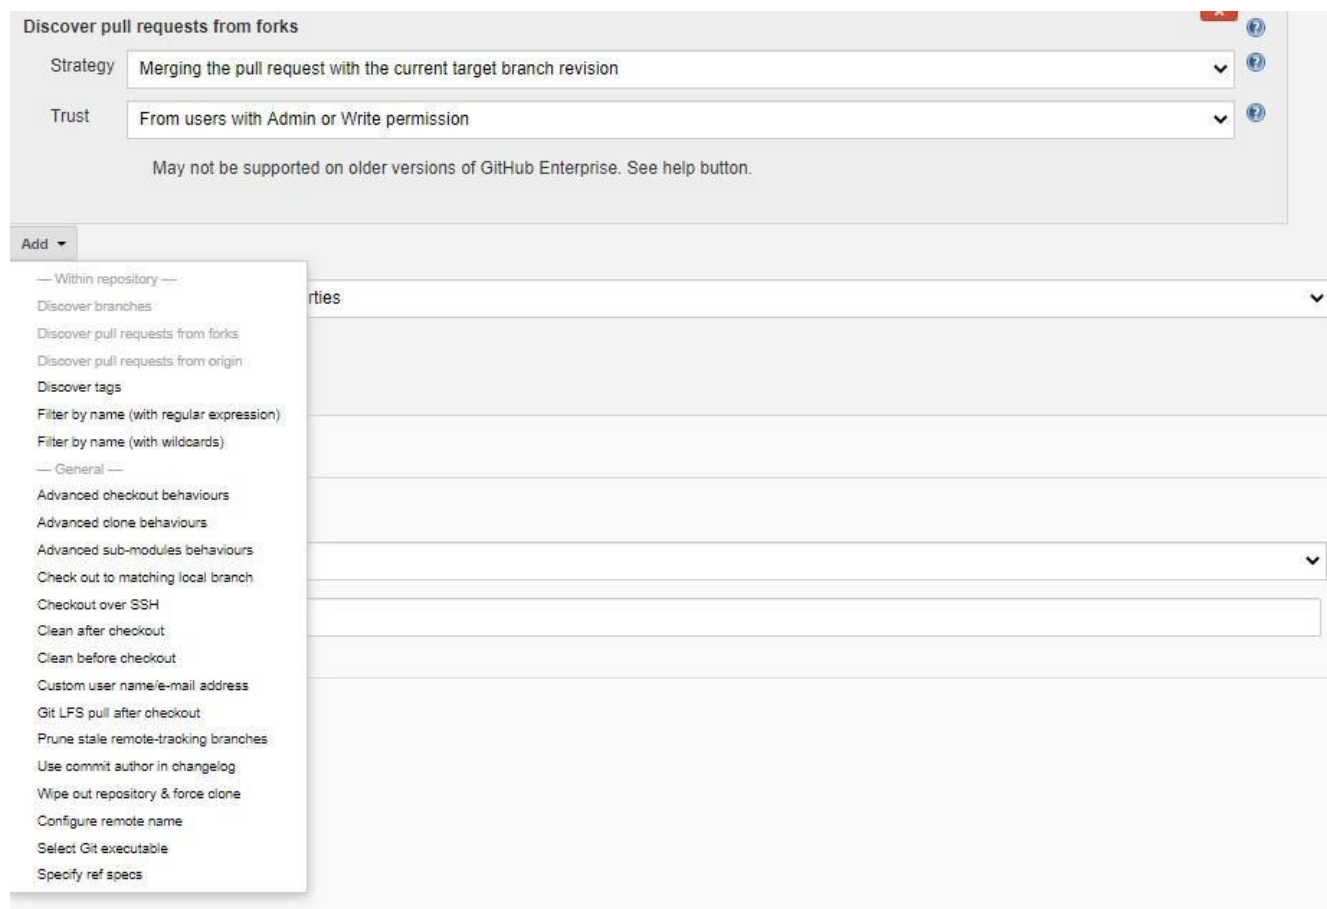 Discover pull requests from forks
Strategy
Merging the pull request with the current target branch revision
Trust
From users with Admin or Write permission
May not be supported on older versions of GitHub Enterprise. See help button.
Add
— Within repository —
rties
Discover branches
Discover pull requests from forks
Discover pull requests from origin
Discover tags
Filter by name (with regular expression)
Filter by name (with wildcards)
— General —
Advanced checkout behaviours
Advanced clone behaviours
Advanced sub-modules behaviours
Check out to matching local branch
Checkout over SSH
Clean after checkout
Clean before checkout
Custom user name/e-mail address
Git LFS pull after checkout
Prune stale remote-tracking branches
Use commit author in changelog
Wipe out repository & force clone
Configure remote name
Select Git executable
Specify ref specs